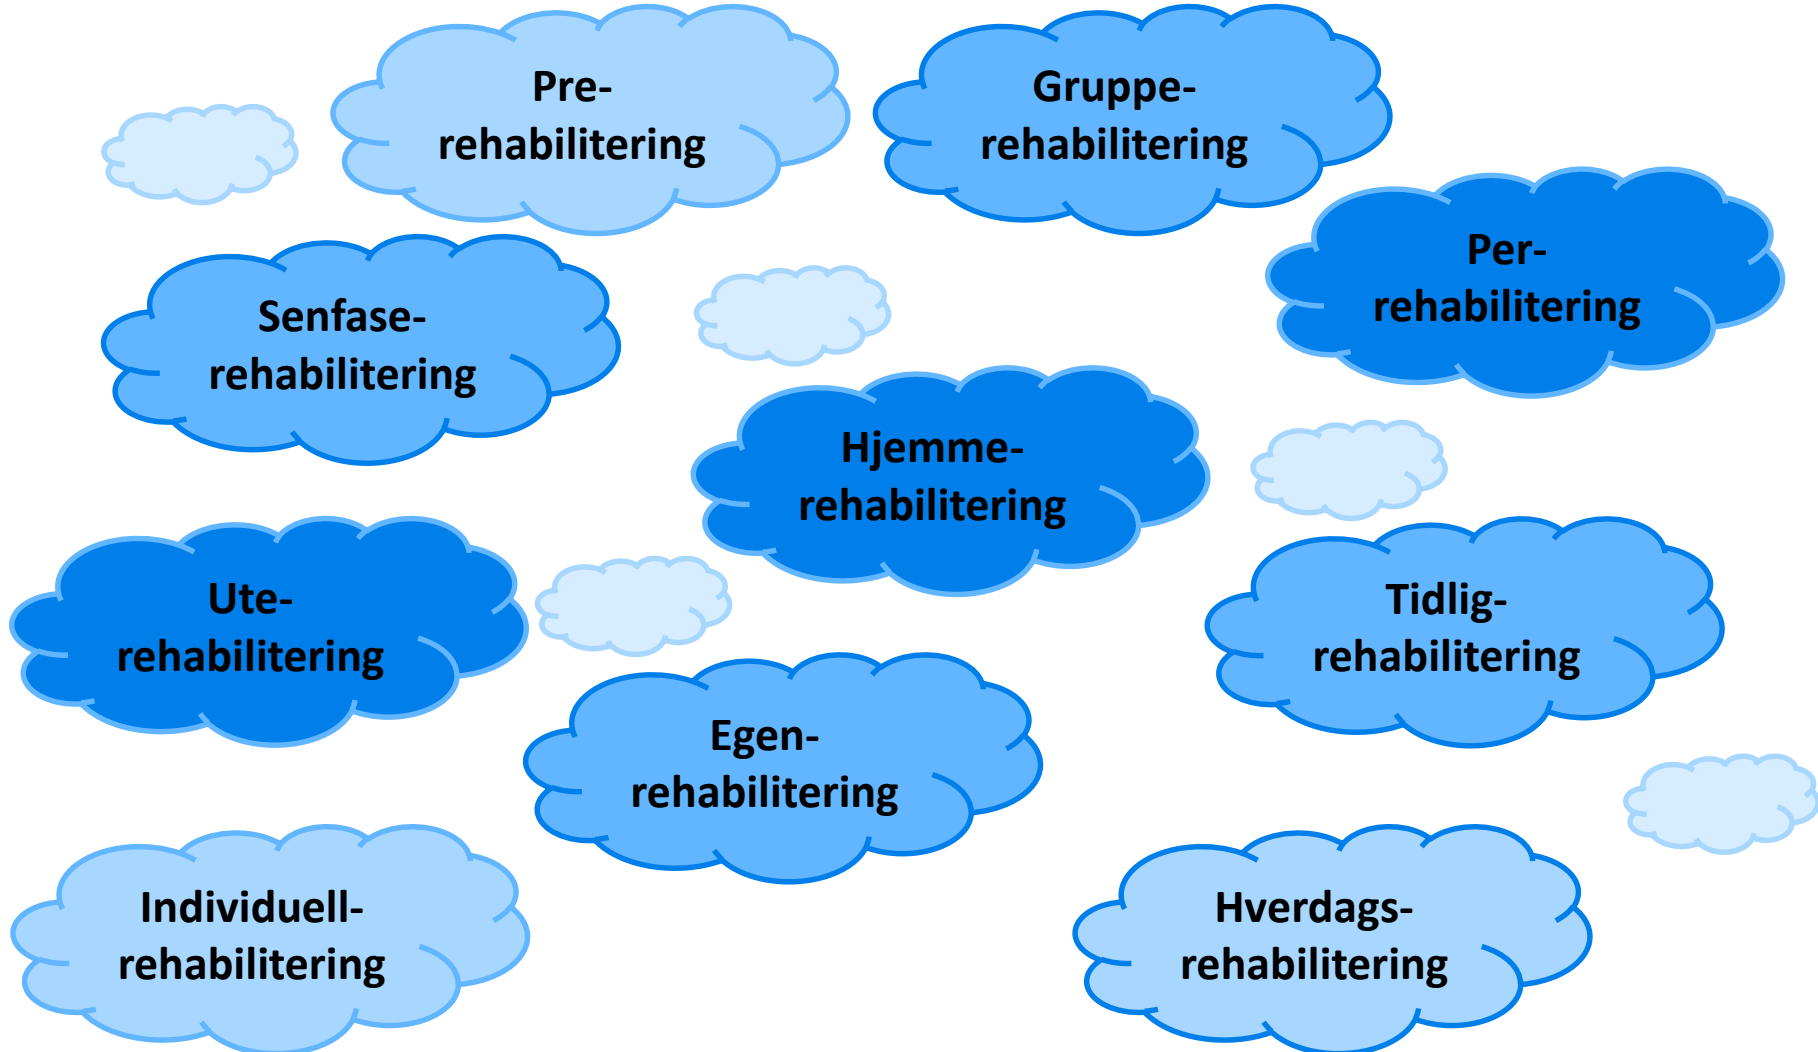 Pre-
rehabilitering
Gruppe-
rehabilitering
Per-
rehabilitering
Senfase-
rehabilitering
Hjemme-
rehabilitering
Ute-
rehabilitering
Tidlig-
rehabilitering
Egen-
rehabilitering
Individuell-
rehabilitering
Hverdags-
rehabilitering